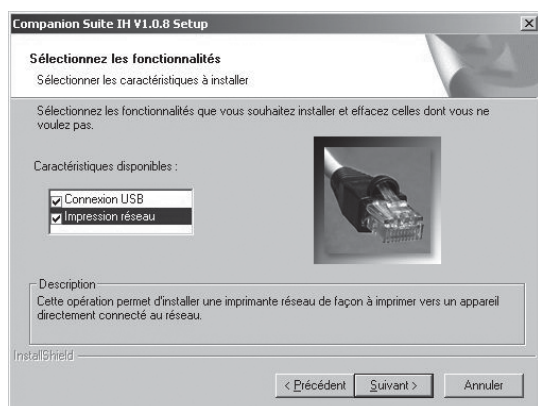 Companion Suite IH V1.0.8 Setup
Sélectionnez les fonctionnalités
Sélectionner les caractéristiques à installer
Sélectionnez les fonctionnalités que vous souhaitez installer et effacez celles dont vous ne
voulez pas.
Caractéristiques disponibles :
Connexion USB
Impression réseau
Description
Cette opération permet d'installer une imprimante réseau de façon à imprimer vers un appareil
directement connecté au réseau.
InstallShield
< Précédent
Suivant >
Annuler